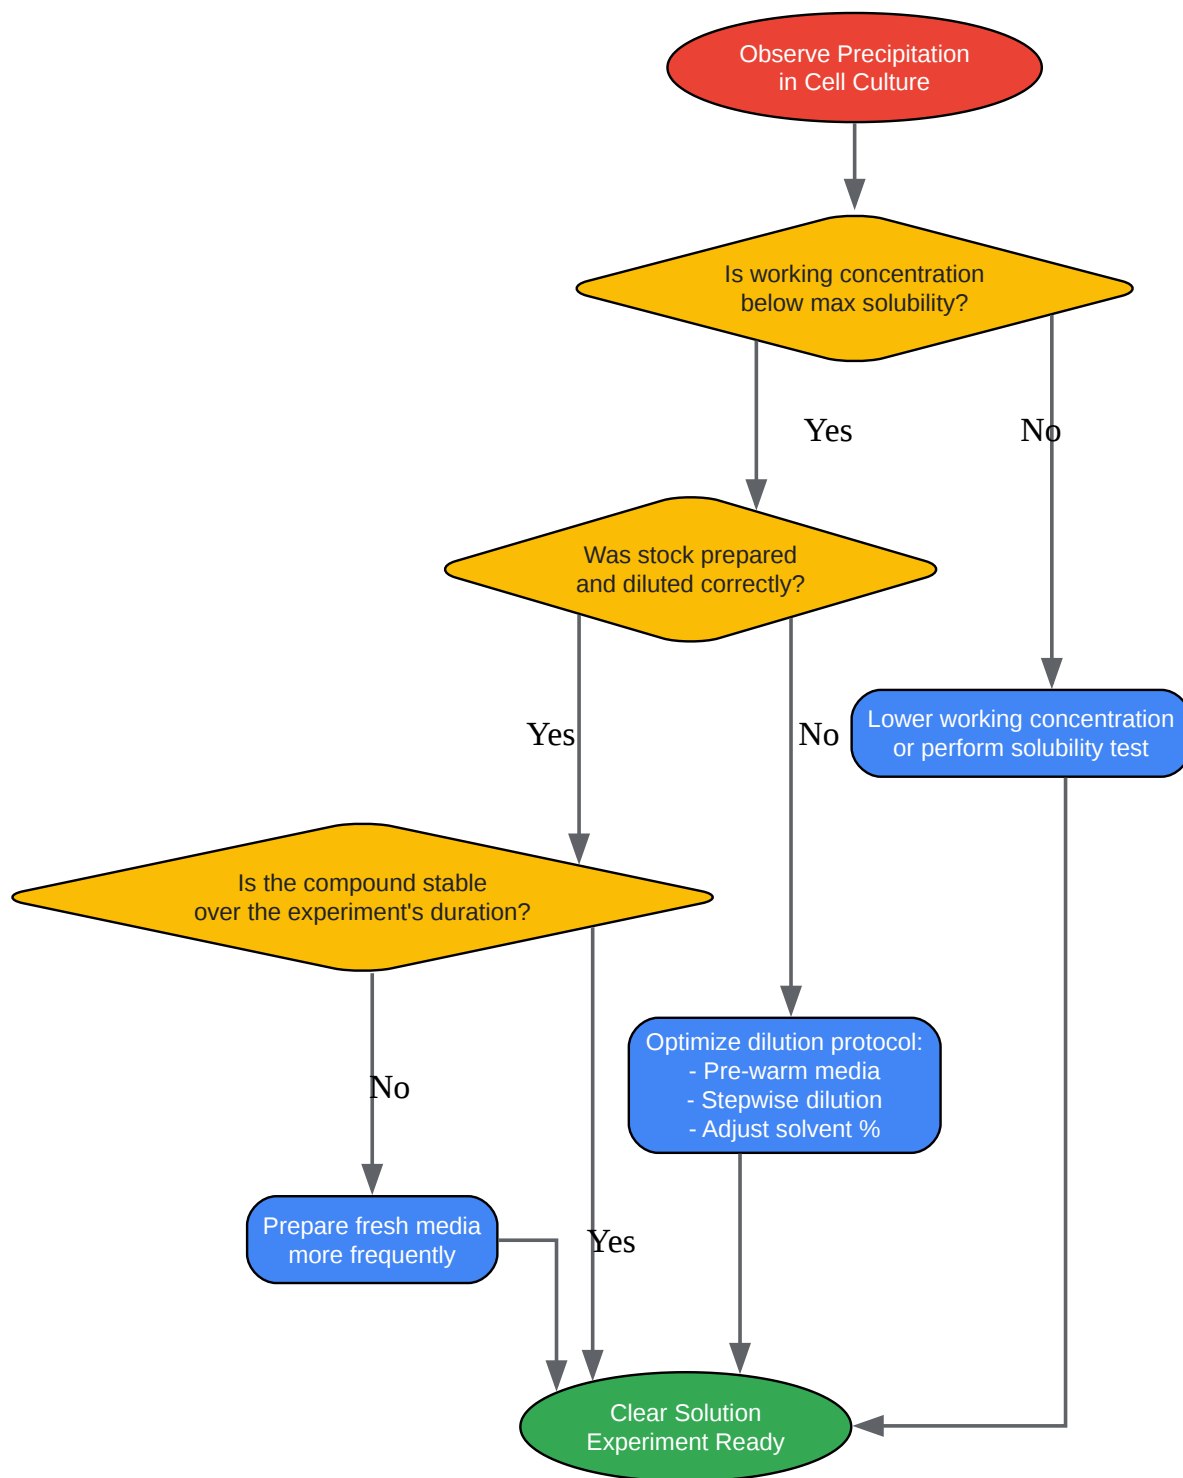 Observe Precipitation
in Cell Culture
Is working concentration
below max solubility?
Yes
No
Was stock prepared
and diluted correctly?
Yes
No
Lower working concentration
or perform solubility test
Is the compound stable
over the experiment's duration?
No
Optimize dilution protocol:
- Pre-warm media
- Stepwise dilution
- Adjust solvent %
Prepare fresh media
more frequently
Yes
Clear Solution
Experiment Ready